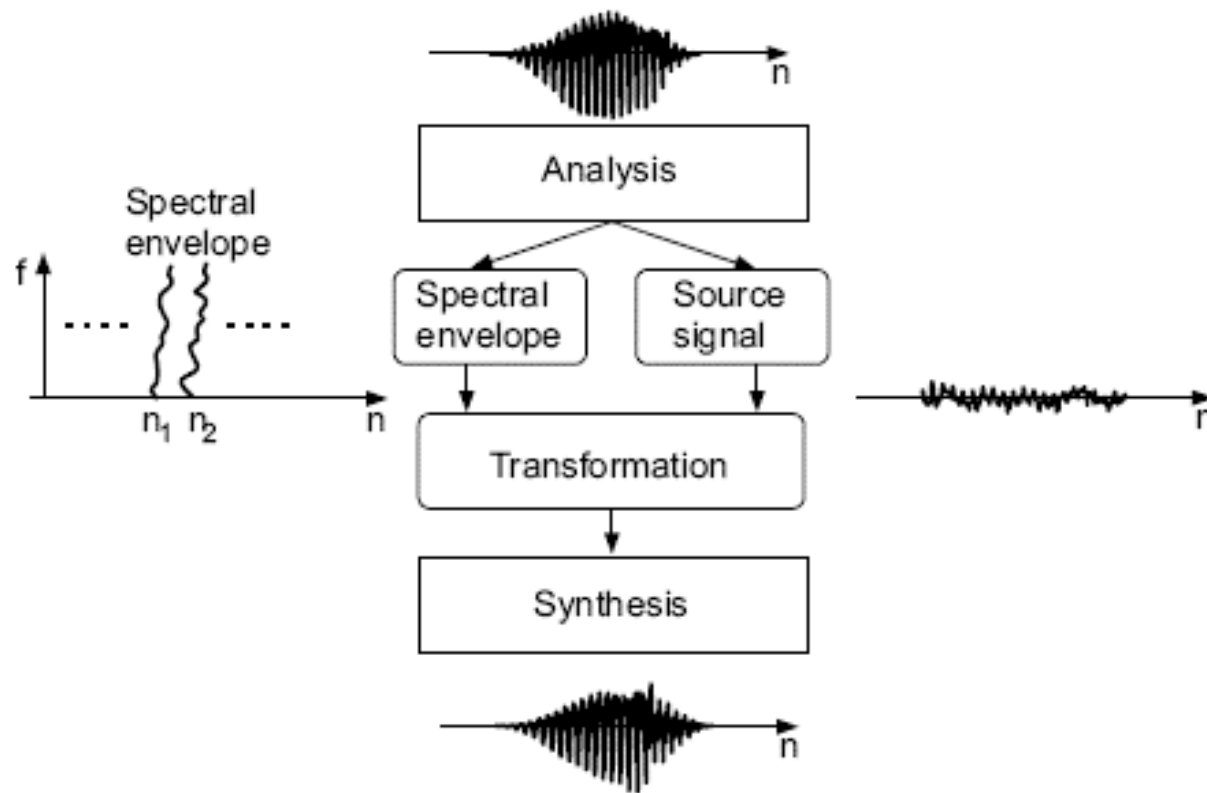 n
Analysis
Spectral
envelope
f
n₁ n₂
n
Spectral
envelope
Source
signal
Transformation
n
Synthesis
n